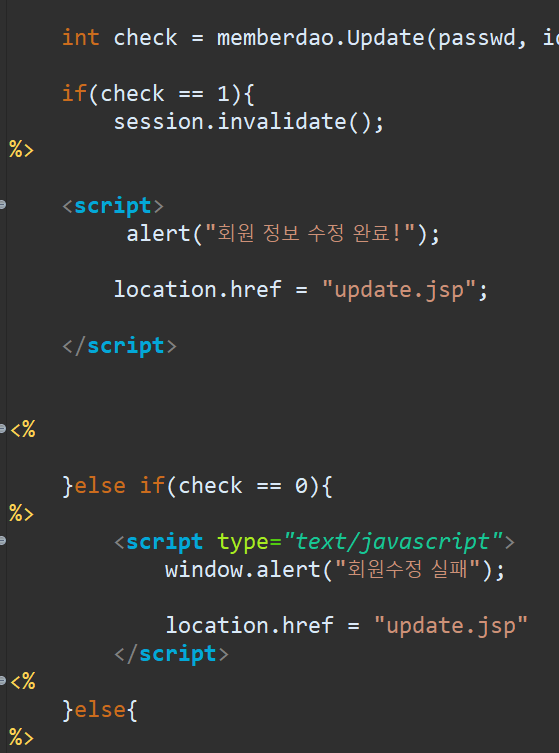 int check = memberdao.Update(passwd, i
if(check == 1){
session.invalidate();
%>
<script>
alert("회원 정보 수정 완료!");
location.href = "update.jsp";
</script>
<%
}else if(check == 0){
%>
<script type="text/javascript">
window.alert("회원수정 실패");
location.href = "update.jsp"
</script>
<%
}else{
%>